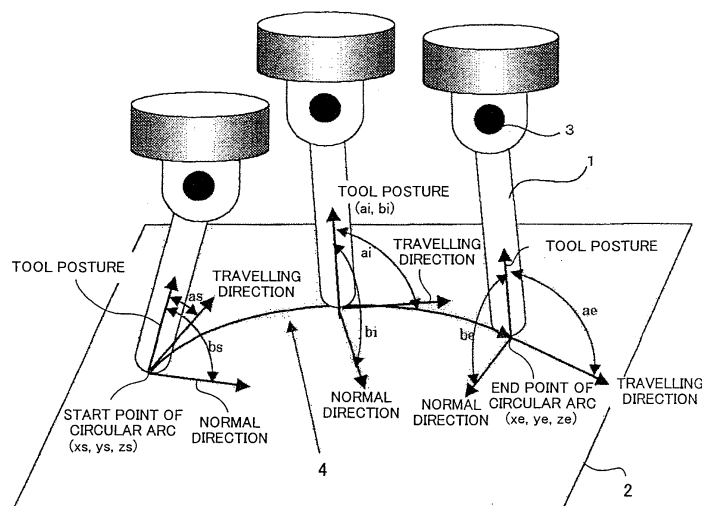 3
1
TOOL POSTURE
(ai, bi)
TOOL POSTURE
ai
TRAVELLING
DIRECTION
TOOL POSTURE
TRAVELLING
DIRECTION
as
ae
bs
bi
be
NORMAL
DIRECTION
START POINT OF
CIRCULAR ARC
(xs, ys, zs)
NORMAL
DIRECTION
4
NORMAL
DIRECTION
END POINT OF
CIRCULAR ARC
(xe, ye, ze)
TRAVELLING
DIRECTION
2